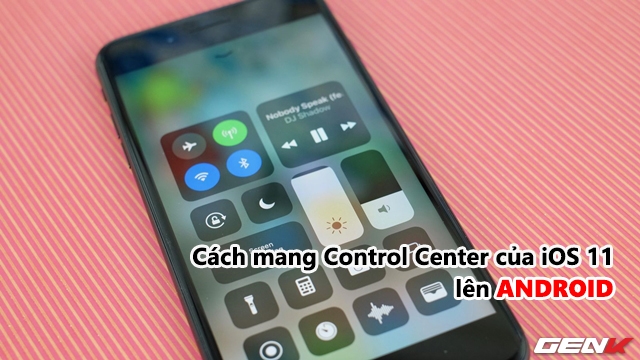 Nobody Speak (fe
DJ Shadow
Screen
Cách mang Control Center của iOS 11
lên ANDROID
GENK